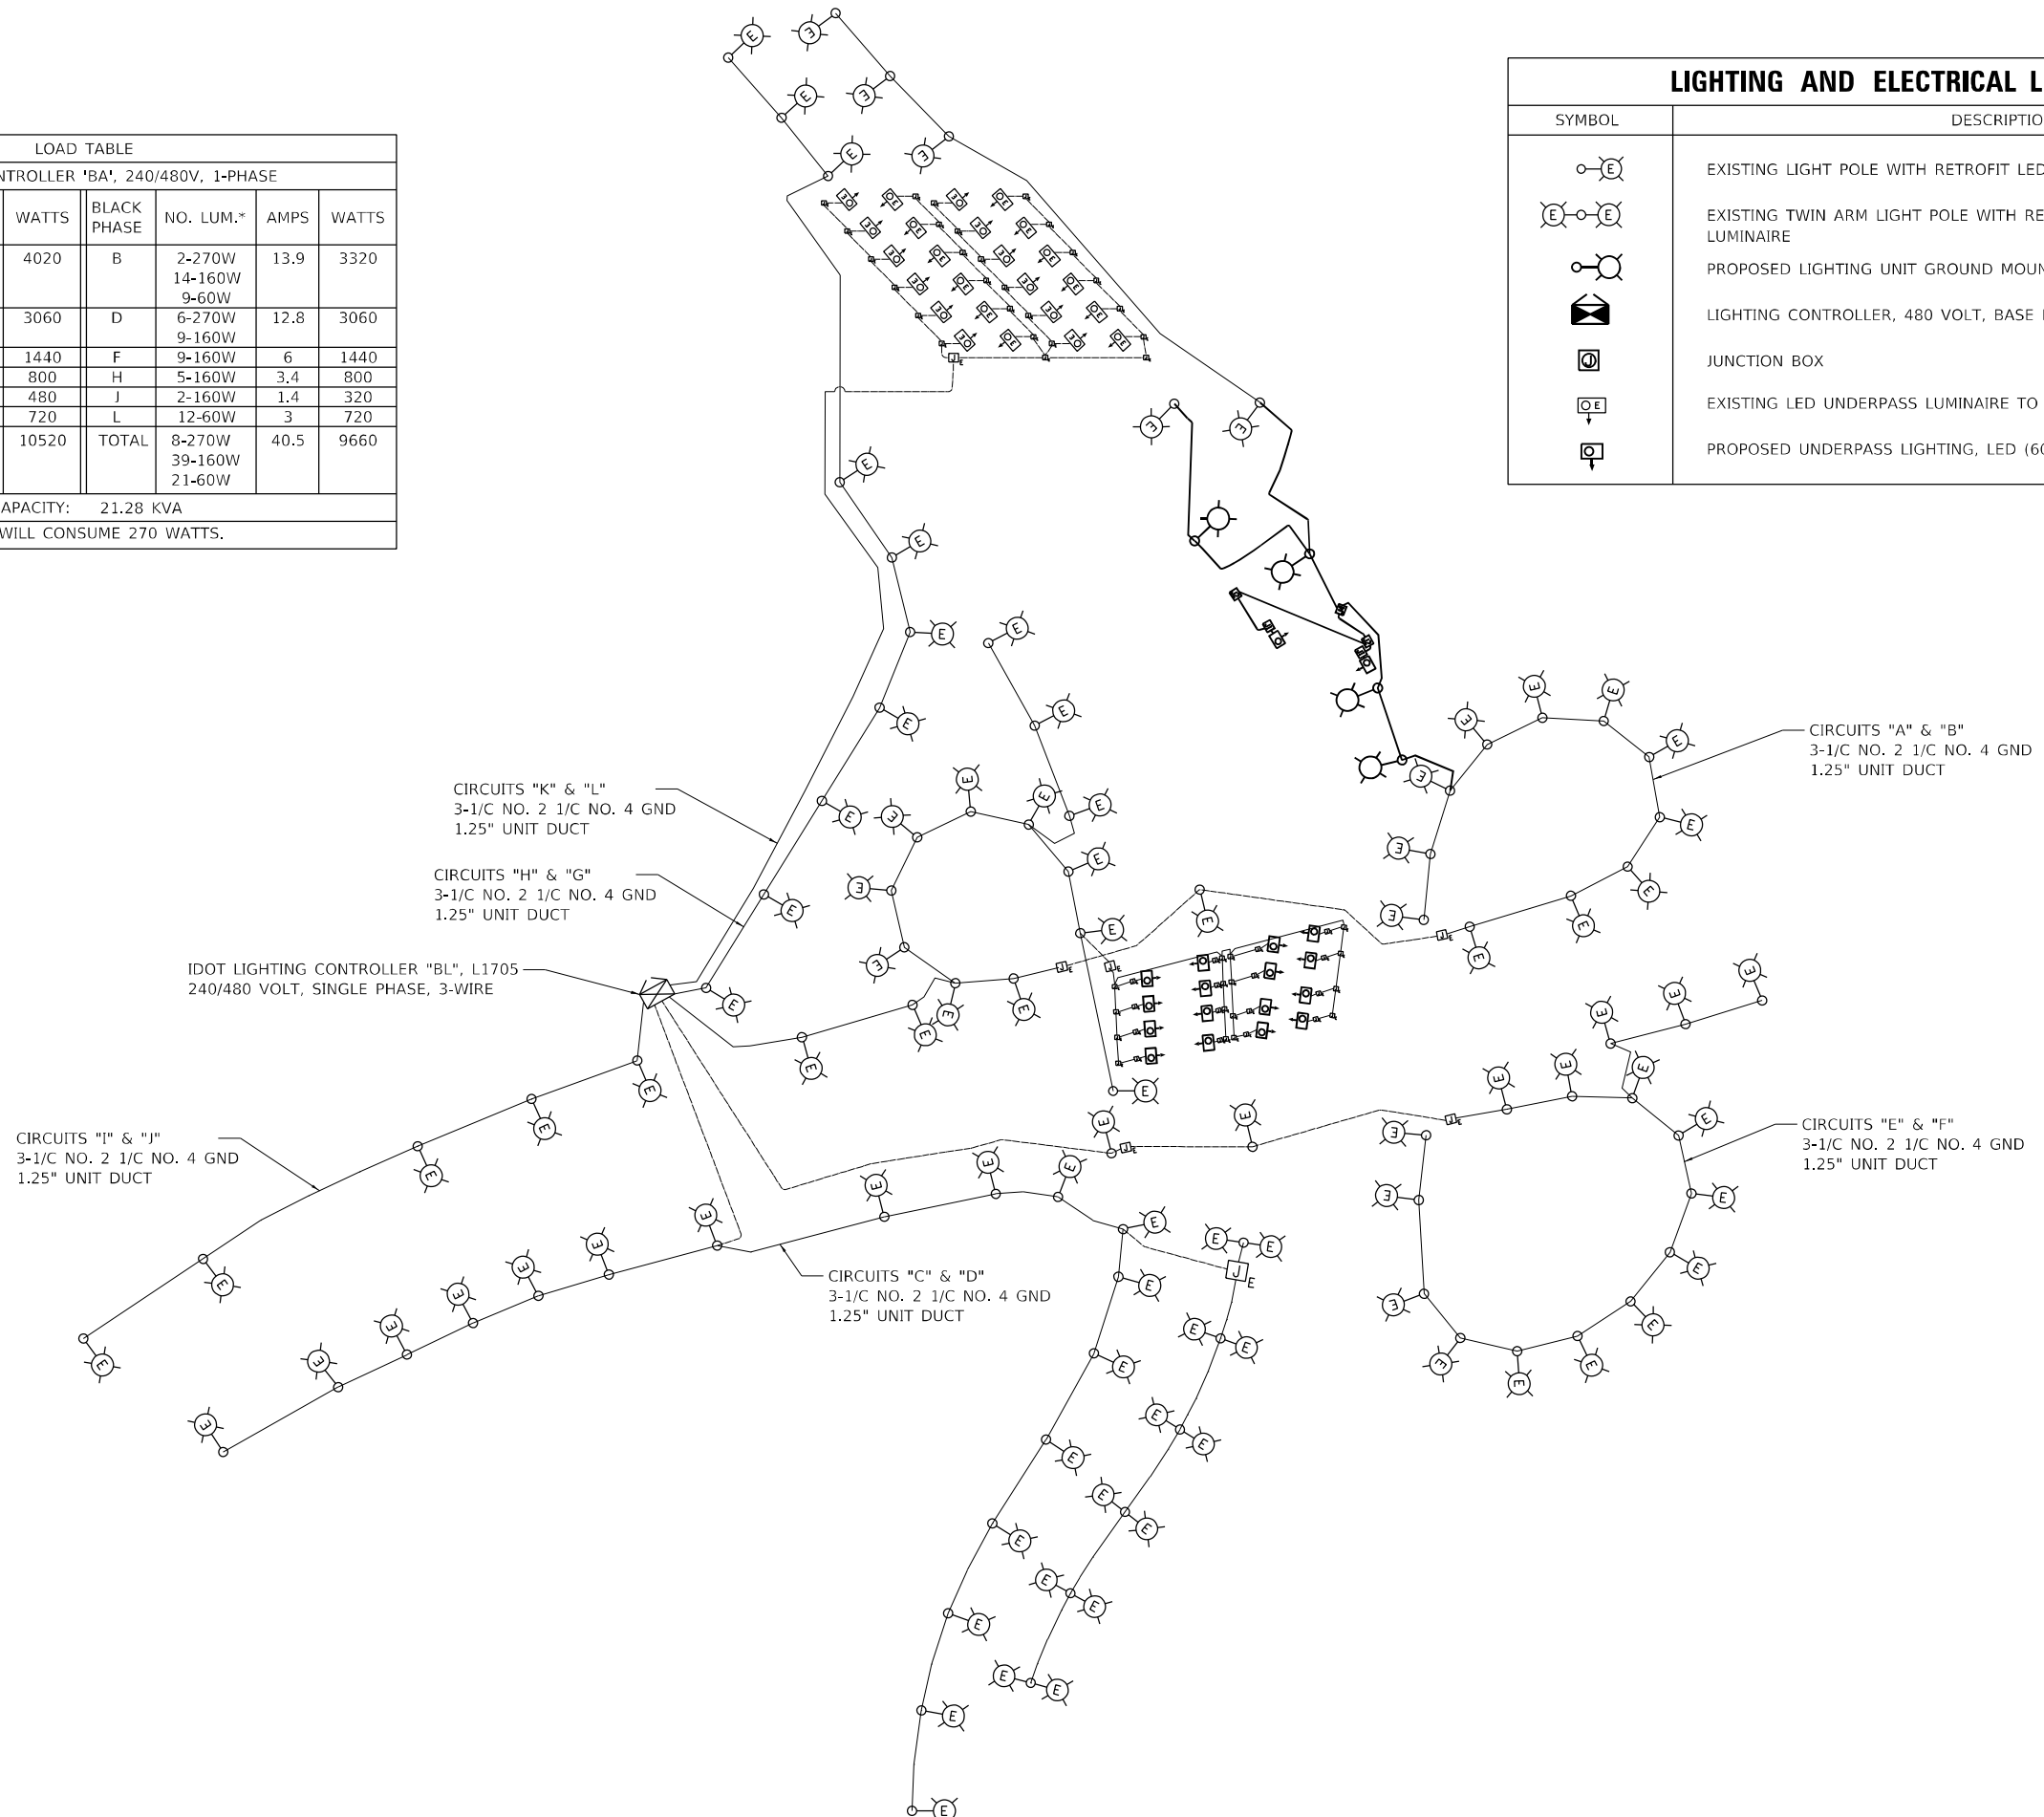 LOAD TABLE
NTROLLER 'BA', 240/480V, 1-PHASE
WATTS BLACK PHASE NO. LUM.* AMPS WATTS
4020 B 2-270W 13.9 3320
14-160W
9-60W
3060 D 6-270W 12.8 3060
9-160W
1440 F 9-160W 6 1440
800 H 5-160W 3.4 800
480 J 2-160W 1.4 320
720 L 12-60W 3 720
10520 TOTAL 8-270W 40.5 9660
39-160W
21-60W
APACITY: 21.28 KVA
WILL CONSUME 270 WATTS.
LIGHTING AND ELECTRICAL L
SYMBOL DESCRIPTIO
EXISTING LIGHT POLE WITH RETROFIT LED
EXISTING TWIN ARM LIGHT POLE WITH RE
LUMINAIRE
PROPOSED LIGHTING UNIT GROUND MOUN
LIGHTING CONTROLLER, 480 VOLT, BASE
JUNCTION BOX
EXISTING LED UNDERPASS LUMINAIRE TO
PROPOSED UNDERPASS LIGHTING, LED (60
CIRCUITS "A" & "B"
3-1/C NO. 2 1/C NO. 4 GND
1.25" UNIT DUCT
CIRCUITS "K" & "L"
3-1/C NO. 2 1/C NO. 4 GND
1.25" UNIT DUCT
CIRCUITS "H" & "G"
3-1/C NO. 2 1/C NO. 4 GND
1.25" UNIT DUCT
IDOT LIGHTING CONTROLLER "BL", L1705
240/480 VOLT, SINGLE PHASE, 3-WIRE
CIRCUITS "I" & "J"
3-1/C NO. 2 1/C NO. 4 GND
1.25" UNIT DUCT
CIRCUITS "E" & "F"
3-1/C NO. 2 1/C NO. 4 GND
1.25" UNIT DUCT
CIRCUITS "C" & "D"
3-1/C NO. 2 1/C NO. 4 GND
1.25" UNIT DUCT